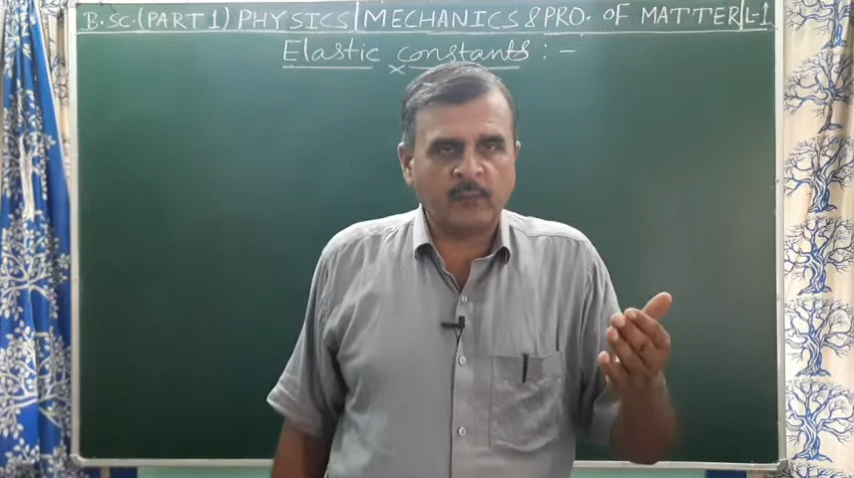 B.SC.(PART 1) PHYSICS | MECHANICS & PRO. OF MATTER | L-1
Elastic constants : -